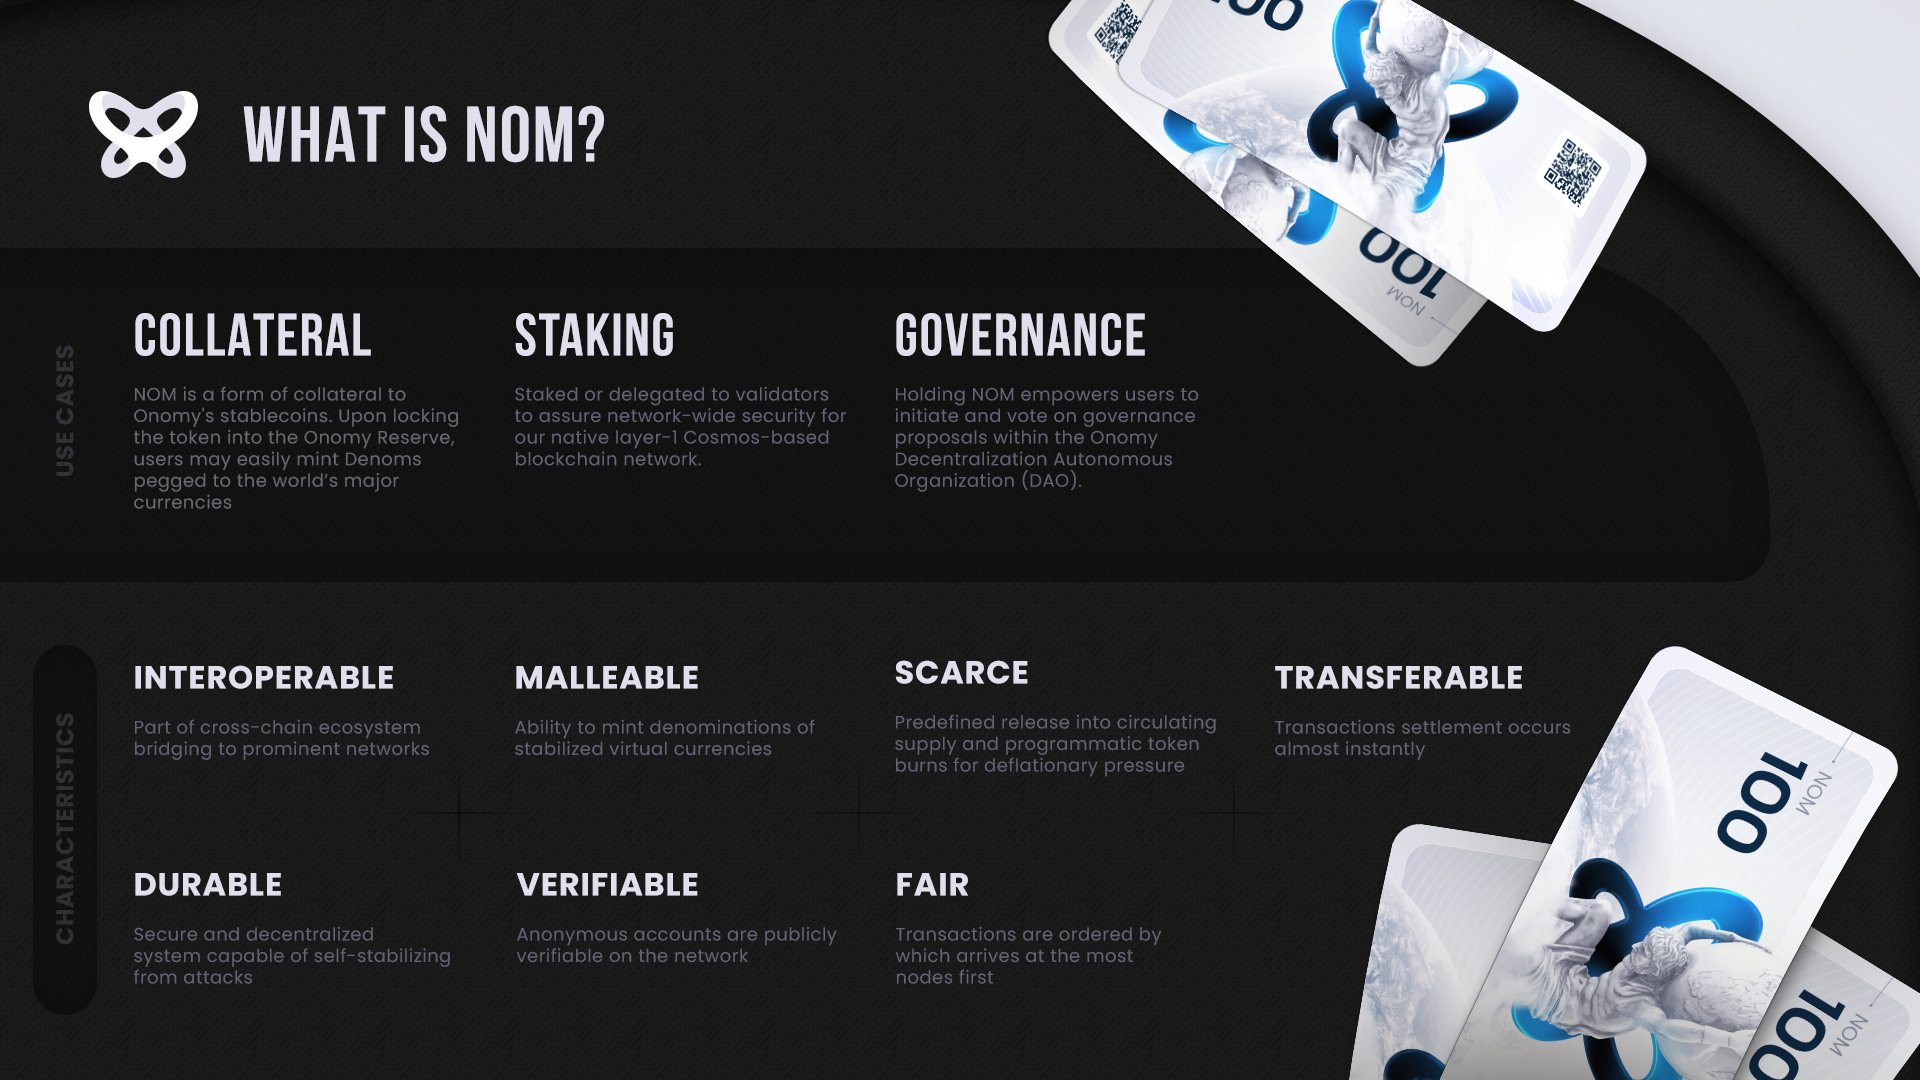 WHAT IS NOM?
USE CASES
COLLATERAL
NOM is a form of collateral to
Onomy's stablecoins. Upon locking
the token into the Onomy Reserve,
users may easily mint Denoms
pegged to the world's major
currencies
STAKING
Staked or delegated to validators
to assure network-wide security for
our native layer-1 Cosmos-based
blockchain network.
GOVERNANCE
Holding NOM empowers users to
initiate and vote on governance
proposals within the Onomy
Decentralization Autonomous
Organization (DAO).
CHARACTERISTICS
INTEROPERABLE
Part of cross-chain ecosystem
bridging to prominent networks
MALLEABLE
Ability to mint denominations of
stabilized virtual currencies
SCARCE
Predefined release into circulating
supply and programmatic token
burns for deflationary pressure
TRANSFERABLE
Transactions settlement occurs
almost instantly
DURABLE
Secure and decentralized
system capable of self-stabilizing
from attacks
VERIFIABLE
Anonymous accounts are publicly
verifiable on the network
FAIR
Transactions are ordered by
which arrives at the most
nodes first
100
100
NOM
100
NOM
100
NOM